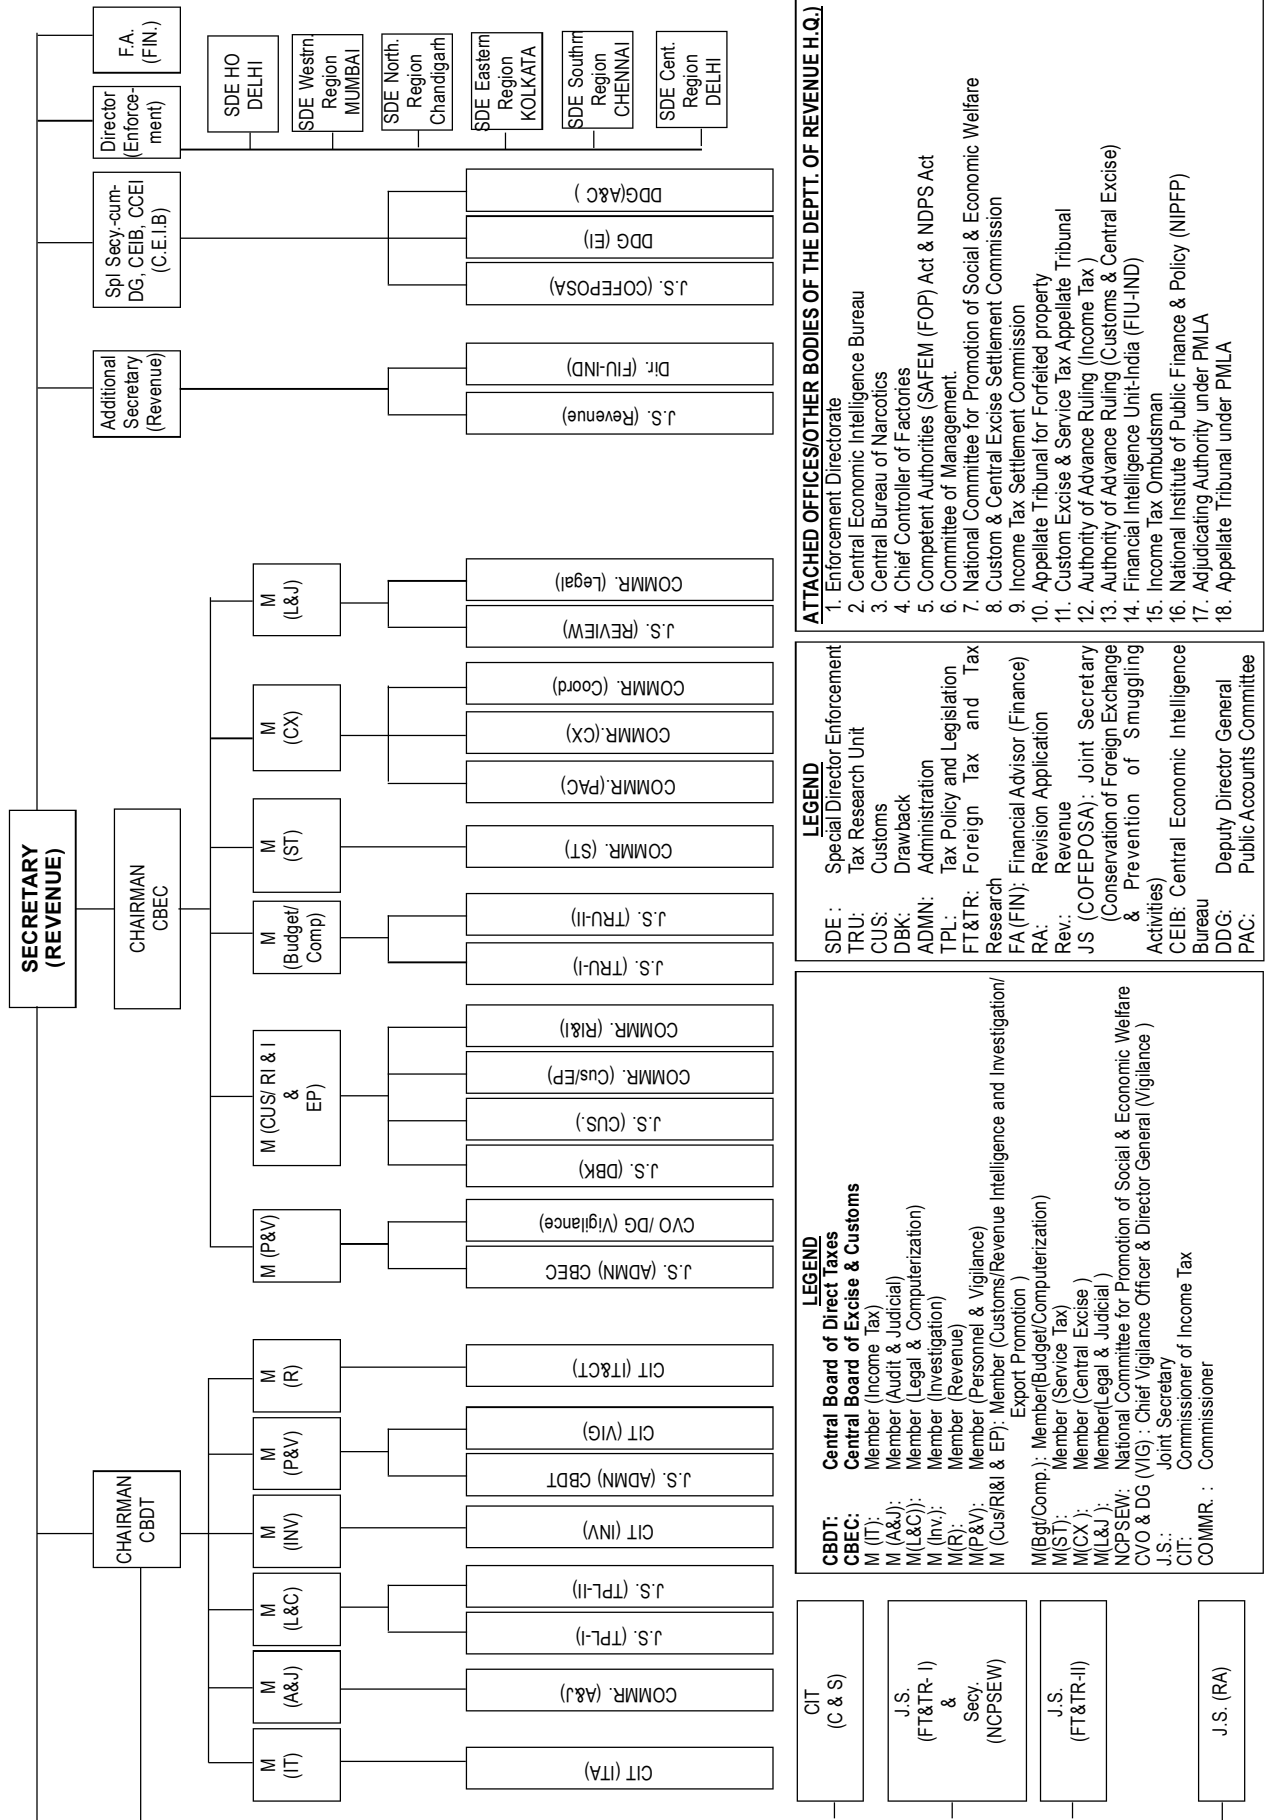 SECRETARY
(REVENUE)
CHAIRMAN
CBDT
CHAIRMAN
CBEC
Additional
Secretary
(Revenue)
Spl Secy.-cum-
DG, CEIB, CCEI
(C.E.I.B)
Director
(Enforce-
ment)
F.A.
(FIN.)
M
(IT)
M
(A&J)
M
(L&C)
M
(INV)
M
(P&V)
M
(R)
M (P&V)
M (CUS/ RI & I
&
EP)
M
(Budget/
Comp)
M
(ST)
M
(CX)
M
(L&J)
SDE HO
DELHI
SDE Westrn.
Region
MUMBAI
SDE North.
Region
Chandigarh
SDE Eastern
Region
KOLKATA
SDE Southrn
Region
CHENNAI
SDE Cent.
Region
DELHI
CIT (ITA)
COMMR. (A&J)
J.S. (TPL-I)
J.S. (TPL-II)
CIT (INV)
J.S. (ADMN) CBDT
CIT (VIG)
CIT (IT&CT)
J.S. (ADMN) CBEC
CVO / DG (Vigilance)
J.S. (DBK)
J.S. (CUS.)
COMMR. (Cus/EP)
COMMR. (RI&I)
J.S. (TRU-I)
J.S. (TRU-II)
COMMR. (ST)
COMMR.(PAC)
COMMR.(CX)
COMMR. (Coord)
J.S. (REVIEW)
COMMR. (Legal)
J.S. (Revenue)
Dir. (FIU-IND)
J.S. (COFEPOSA)
DDG (EI)
DDG(A&C )
CIT
(C & S)
J.S.
(FT&TR- I)
&
Secy.
(NCPSEW)
J.S.
(FT&TR-II)
J.S. (RA)
LEGEND
CBDT: Central Board of Direct Taxes
CBEC: Central Board of Excise & Customs
M (IT): Member (Income Tax)
M (A&J): Member (Audit & Judicial)
M(L&C)): Member (Legal & Computerization)
M (Inv.): Member (Investigation)
M(R): Member (Revenue)
M(P&V): Member (Personnel & Vigilance)
M (Cus/RI&I & EP): Member (Customs/Revenue Intelligence and Investigation/
Export Promotion )
M(Bgt/Comp.): Member(Budget/Computerization)
M(ST): Member (Service Tax)
M(CX ): Member (Central Excise )
M(L&J ): Member(Legal & Judicial )
NCPSEW: National Committee for Promotion of Social & Economic Welfare
CVO & DG (VIG) : Chief Vigilance Officer & Director General (Vigilance )
J.S.: Joint Secretary
CIT: Commissioner of Income Tax
COMMR. : Commissioner
LEGEND
SDE : Special Director Enforcement
TRU: Tax Research Unit
CUS: Customs
DBK: Drawback
ADMN: Administration
TPL: Tax Policy and Legislation
FT&TR: Foreign Tax and Tax
Research
FA (FIN): Financial Advisor (Finance)
RA: Revision Application
Rev.: Revenue
JS (COFEPOSA): Joint Secretary
(Conservation of Foreign Exchange
& Prevention of Smuggling
Activities)
CEIB: Central Economic Intelligence
Bureau
DDG: Deputy Director General
PAC: Public Accounts Committee
ATTACHED OFFICES/OTHER BODIES OF THE DEPTT. OF REVENUE H.Q.)
1. Enforcement Directorate
2. Central Economic Intelligence Bureau
3. Central Bureau of Narcotics
4. Chief Controller of Factories
5. Competent Authorities (SAFEM (FOP) Act & NDPS Act
6. Committee of Management.
7. National Committee for Promotion of Social & Economic Welfare
8. Custom & Central Excise Settlement Commission
9. Income Tax Settlement Commission
10. Appellate Tribunal for Forfeited property
11. Custom Excise & Service Tax Appellate Tribunal
12. Authority of Advance Ruling (Income Tax )
13. Authority of Advance Ruling (Customs & Central Excise)
14. Financial Intelligence Unit-India (FIU-IND)
15. Income Tax Ombudsman
16. National Institute of Public Finance & Policy (NIPFP)
17. Adjudicating Authority under PMLA
18. Appellate Tribunal under PMLA